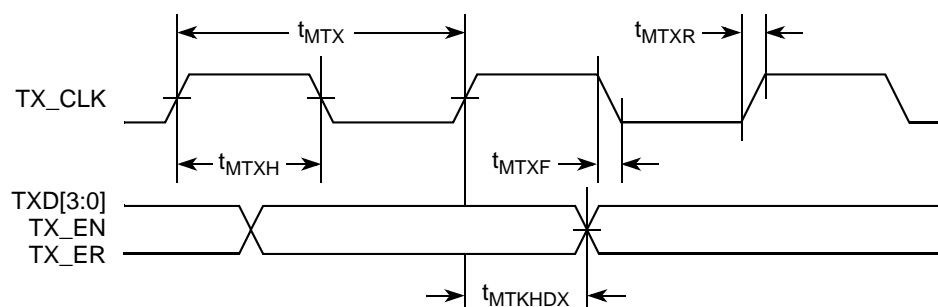 tMTX
tMTXR
TX_CLK
tMTXH
tMTXF
TXD[3:0]
TX_EN
TX_ER
tMTKHDX